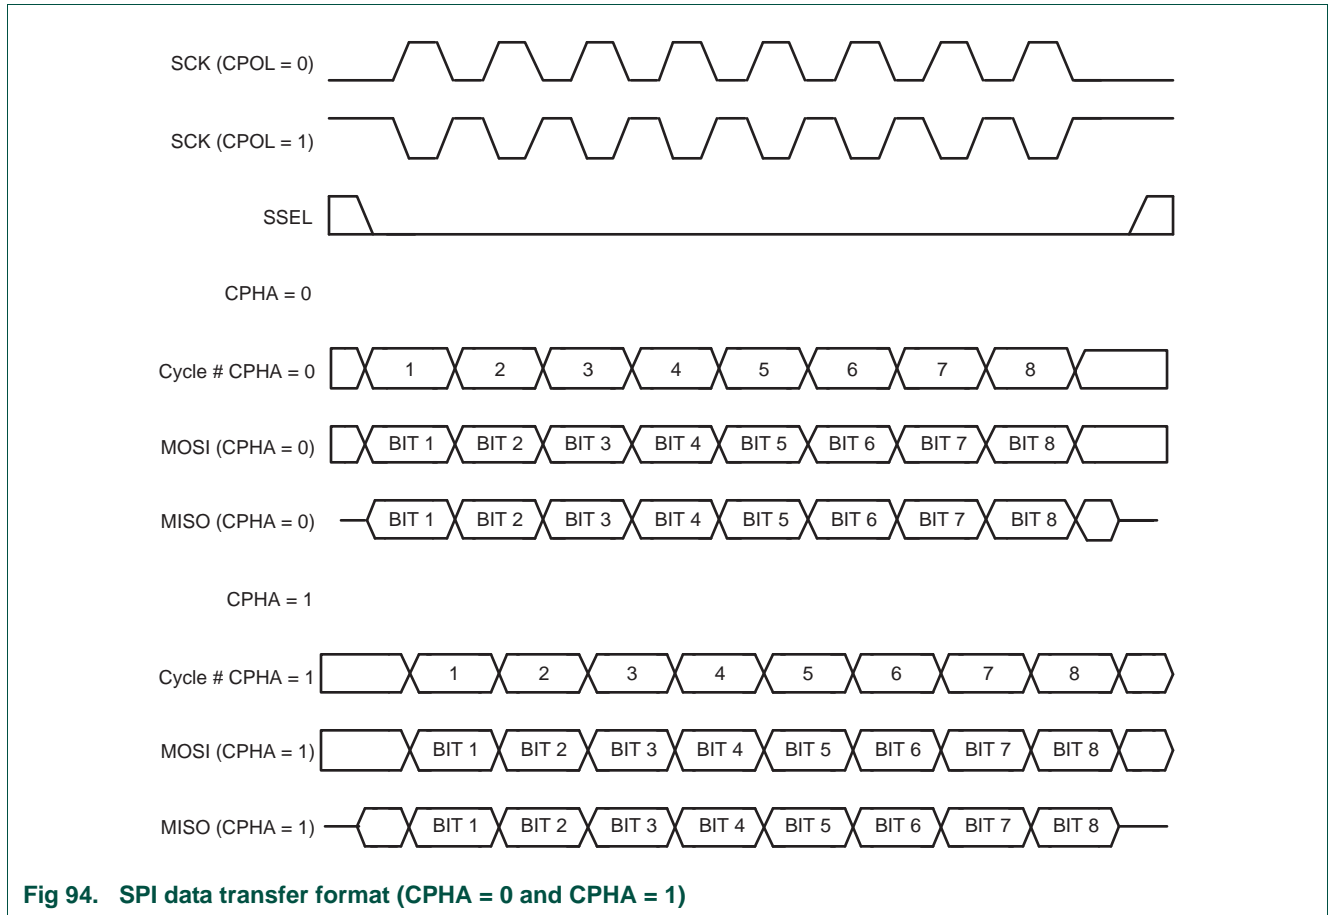 SCK (CPOL = 0)
SCK (CPOL = 1)
SSEL
CPHA = 0
Cycle # CPHA = 0 1 2 3 4 5 6 7 8
MOSI (CPHA = 0) BIT 1 BIT 2 BIT 3 BIT 4 BIT 5 BIT 6 BIT 7 BIT 8
MISO (CPHA = 0) BIT 1 BIT 2 BIT 3 BIT 4 BIT 5 BIT 6 BIT 7 BIT 8
CPHA = 1
Cycle # CPHA = 1 1 2 3 4 5 6 7 8
MOSI (CPHA = 1) BIT 1 BIT 2 BIT 3 BIT 4 BIT 5 BIT 6 BIT 7 BIT 8
MISO (CPHA = 1) BIT 1 BIT 2 BIT 3 BIT 4 BIT 5 BIT 6 BIT 7 BIT 8
Fig 94. SPI data transfer format (CPHA = 0 and CPHA = 1)